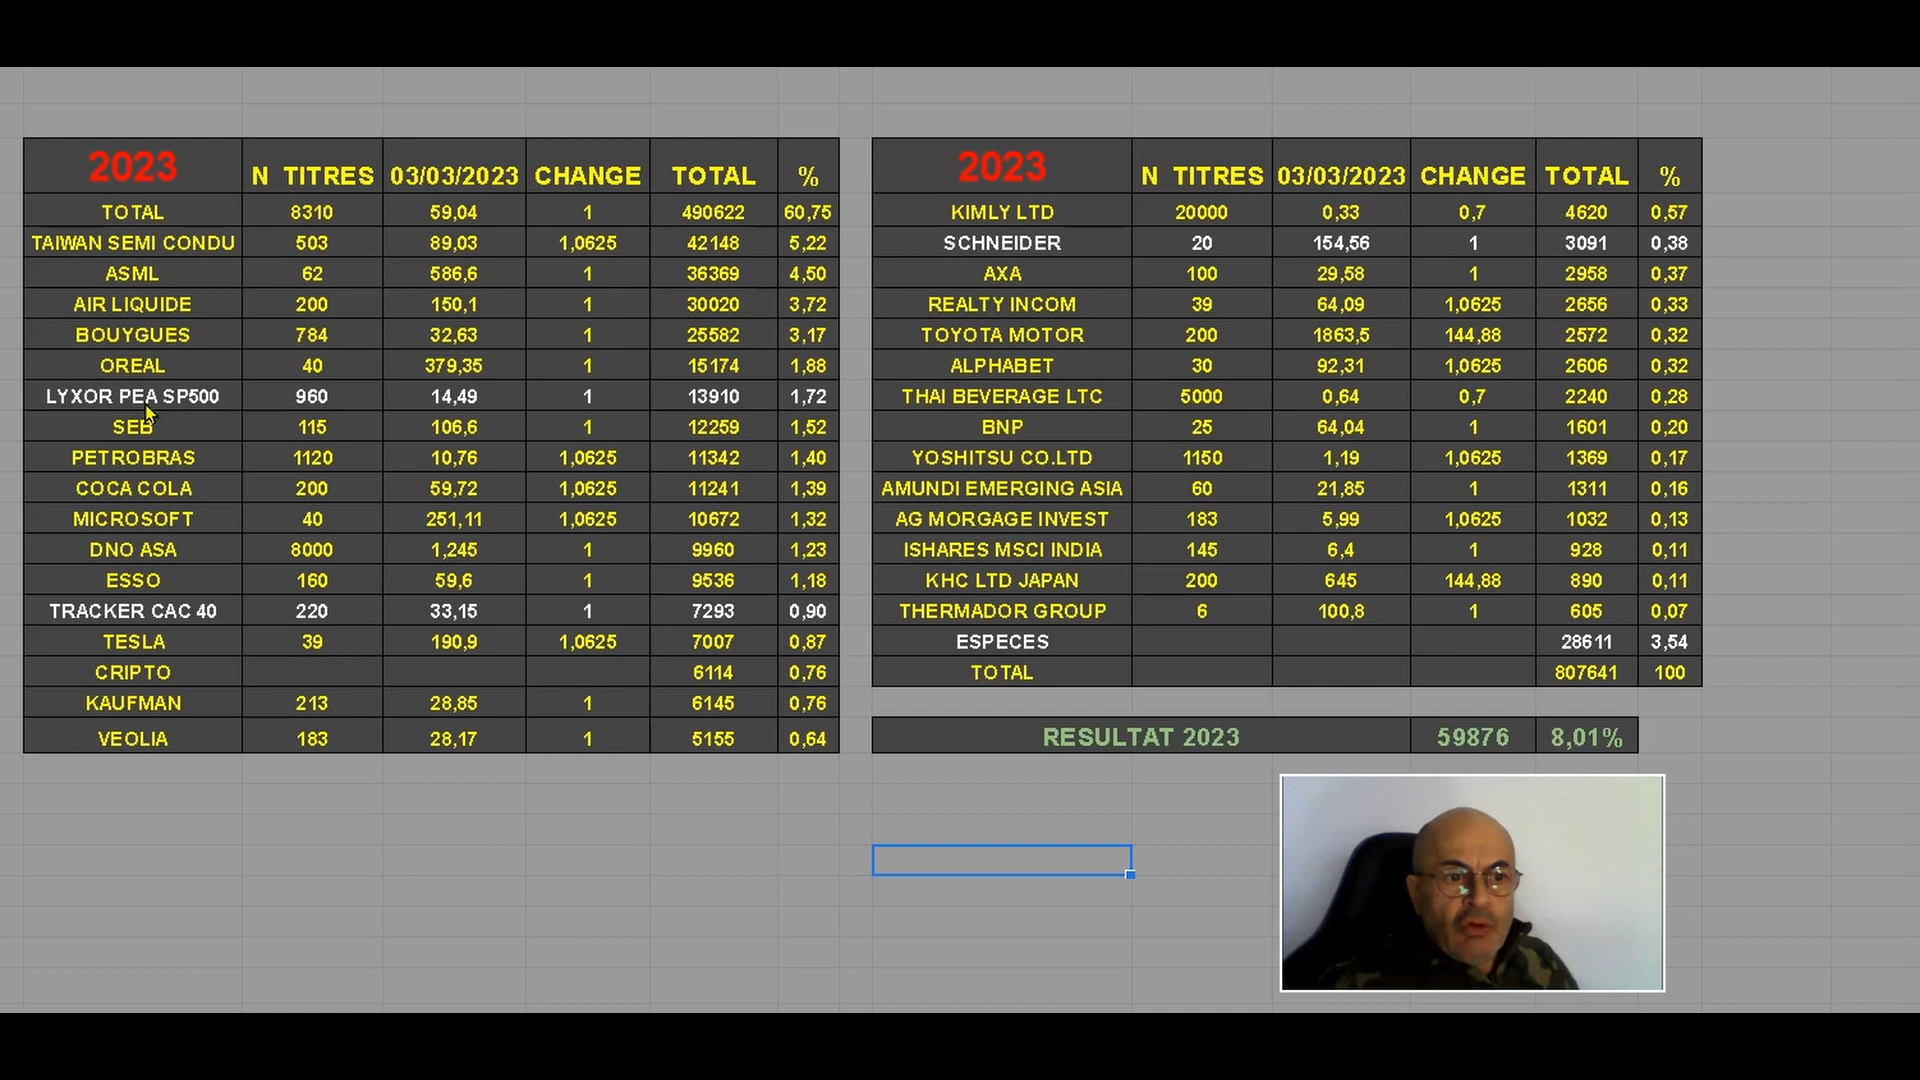 2023 N TITRES 03/03/2023 CHANGE TOTAL %
TOTAL 8310 59,04 1 490622 60,75
TAIWAN SEMI CONDU 503 89,03 1,0625 42148 5,22
ASML 62 586,6 1 36369 4,50
AIR LIQUIDE 200 150,1 1 30020 3,72
BOUYGUES 784 32,63 1 25582 3,17
OREAL 40 379,35 1 15174 1,88
LYXOR PEA SP500 960 14,49 1 13910 1,72
SEB 115 106,6 1 12259 1,52
PETROBRAS 1120 10,76 1,0625 11342 1,40
COCA COLA 200 59,72 1,0625 11241 1,39
MICROSOFT 40 251,11 1,0625 10672 1,32
DNO ASA 8000 1,245 1 9960 1,23
ESSO 160 59,6 1 9536 1,18
TRACKER CAC 40 220 33,15 1 7293 0,90
TESLA 39 190,9 1,0625 7007 0,87
CRIPTO 6114 0,76
KAUFMAN 213 28,85 1 6145 0,76
VEOLIA 183 28,17 1 5155 0,64
2023 N TITRES 03/03/2023 CHANGE TOTAL %
KIMLY LTD 20000 0,33 0,7 4620 0,57
SCHNEIDER 20 154,56 1 3091 0,38
AXA 100 29,58 1 2958 0,37
REALTY INCOM 39 64,09 1,0625 2656 0,33
TOYOTA MOTOR 200 1863,5 144,88 2572 0,32
ALPHABET 30 92,31 1,0625 2606 0,32
THAI BEVERAGE LTC 5000 0,64 0,7 2240 0,28
BNP 25 64,04 1 1601 0,20
YOSHITSU CO.LTD 1150 1,19 1,0625 1369 0,17
AMUNDI EMERGING ASIA 60 21,85 1 1311 0,16
AG MORGAGE INVEST 183 5,99 1,0625 1032 0,13
ISHARES MSCI INDIA 145 6,4 1 928 0,11
KHC LTD JAPAN 200 645 144,88 890 0,11
THERMADOR GROUP 6 100,8 1 605 0,07
ESPECES 28611 3,54
TOTAL 807641 100
RESULTAT 2023 59876 8,01%